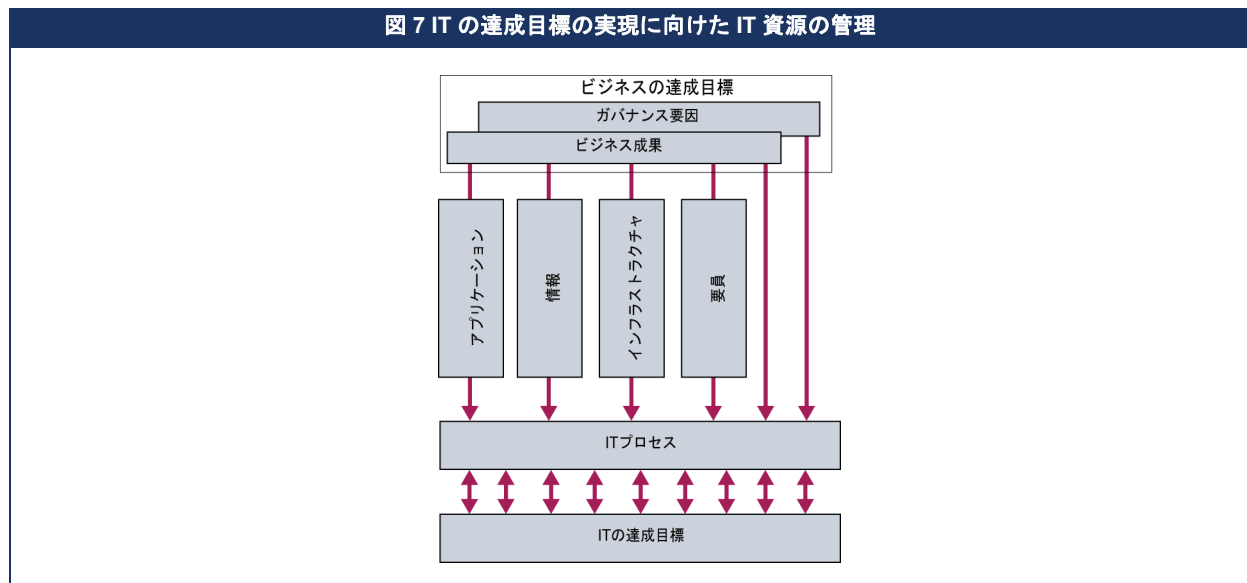 図 7 IT の達成目標の実現に向けた IT 資源の管理
ビジネスの達成目標
ガバナンス要因
ビジネス成果
アプリケーション
情報
インフラストラクチャ
要員
ITプロセス
ITの達成目標